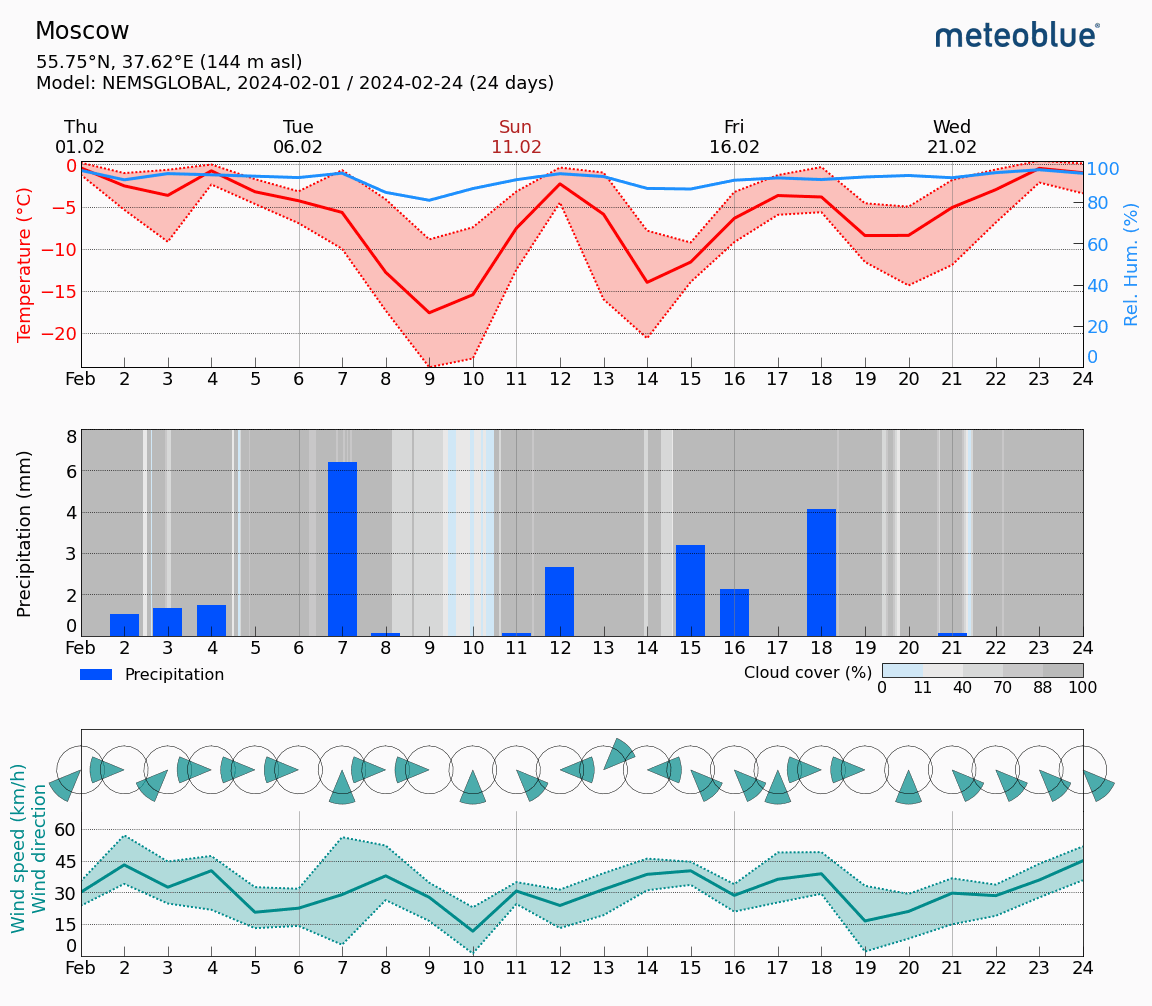 Moscow
meteoblue®
55.75°N, 37.62°E (144 m asl)
Model: NEMSGLOBAL, 2024-02-01 / 2024-02-24 (24 days)
Thu Tue Sun Fri Wed
01.02 06.02 11.02 16.02 21.02
Temperature (°C)
0
−5
−10
−15
−20
100
80
60
40
20
0
Rel. Hum. (%)
Feb 2 3 4 5 6 7 8 9 10 11 12 13 14 15 16 17 18 19 20 21 22 23 24
Precipitation (mm)
8
6
4
3
2
0
Feb 2 3 4 5 6 7 8 9 10 11 12 13 14 15 16 17 18 19 20 21 22 23 24
Precipitation
Cloud cover (%)
0 11 40 70 88 100
Wind speed (km/h)
Wind direction
60
45
30
15
0
Feb 2 3 4 5 6 7 8 9 10 11 12 13 14 15 16 17 18 19 20 21 22 23 24